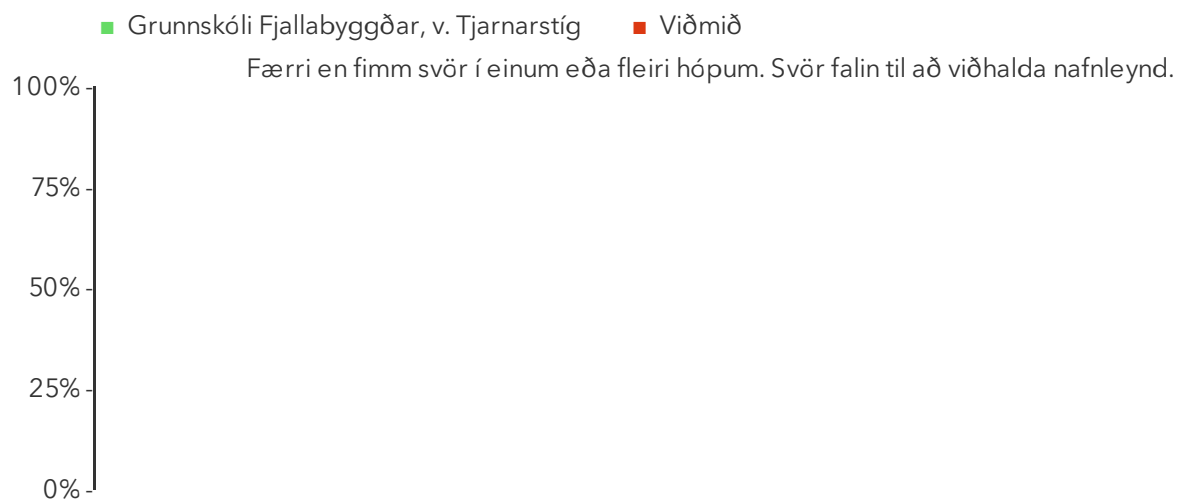 Grunnskóli Fjallabyggðar, v. Tjarnarstíg Viðmið
Færri en fimm svör í einum eða fleiri hópum. Svör falin til að viðhalda nafnleynd.
100%
75%
50%
25%
0%